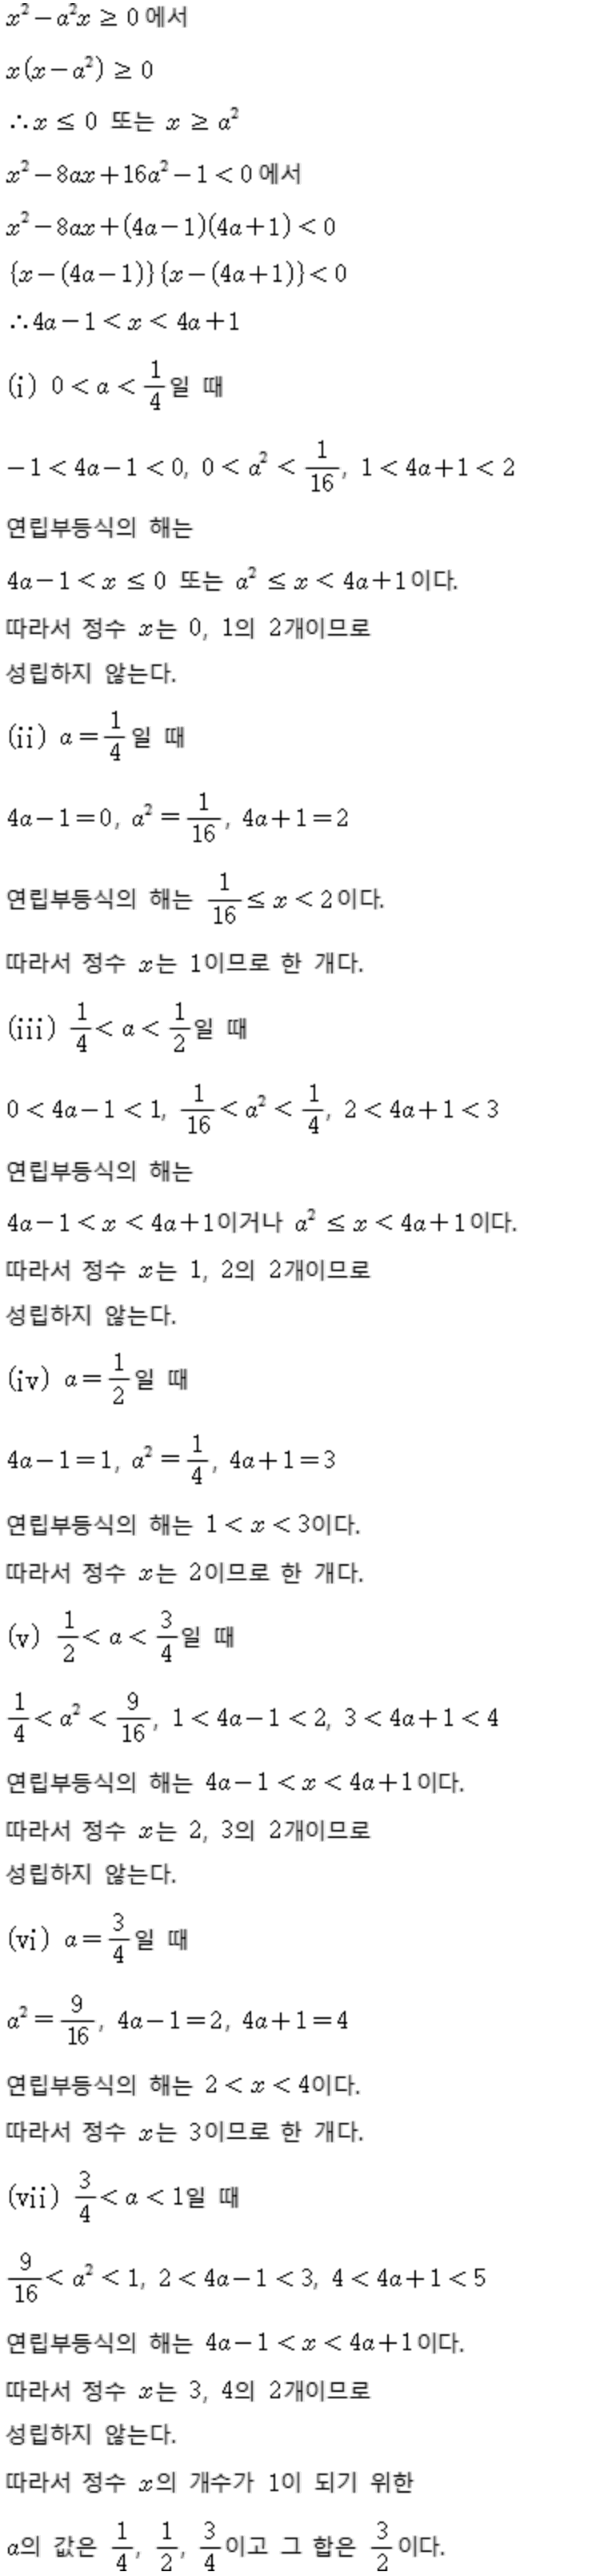 x² − a²x ≥ 0 에서
x(x − a²) ≥ 0
∴ x ≤ 0 또는 x ≥ a²
x² − 8ax + 16a² − 1 < 0 에서
x² − 8ax + (4a − 1)(4a + 1) < 0
{x − (4a − 1)}{x − (4a + 1)} < 0
∴ 4a − 1 < x < 4a + 1
(i) 0 < a < 1/4 일 때
−1 < 4a − 1 < 0, 0 < a² < 1/16, 1 < 4a + 1 < 2
연립부등식의 해는
4a − 1 < x ≤ 0 또는 a² ≤ x < 4a + 1이다.
따라서 정수 x는 0, 1의 2개이므로
성립하지 않는다.
(ii) a = 1/4 일 때
4a − 1 = 0, a² = 1/16, 4a + 1 = 2
연립부등식의 해는 1/16 ≤ x < 2이다.
따라서 정수 x는 1이므로 한 개다.
(iii) 1/4 < a < 1/2 일 때
0 < 4a − 1 < 1, 1/16 < a² < 1/4, 2 < 4a + 1 < 3
연립부등식의 해는
4a − 1 < x < 4a + 1이거나 a² ≤ x < 4a + 1이다.
따라서 정수 x는 1, 2의 2개이므로
성립하지 않는다.
(iv) a = 1/2 일 때
4a − 1 = 1, a² = 1/4, 4a + 1 = 3
연립부등식의 해는 1 < x < 3이다.
따라서 정수 x는 2이므로 한 개다.
(v) 1/2 < a < 3/4 일 때
1/4 < a² < 9/16, 1 < 4a − 1 < 2, 3 < 4a + 1 < 4
연립부등식의 해는 4a − 1 < x < 4a + 1이다.
따라서 정수 x는 2, 3의 2개이므로
성립하지 않는다.
(vi) a = 3/4 일 때
a² = 9/16, 4a − 1 = 2, 4a + 1 = 4
연립부등식의 해는 2 < x < 4이다.
따라서 정수 x는 3이므로 한 개다.
(vii) 3/4 < a < 1일 때
9/16 < a² < 1, 2 < 4a − 1 < 3, 4 < 4a + 1 < 5
연립부등식의 해는 4a − 1 < x < 4a + 1이다.
따라서 정수 x는 3, 4의 2개이므로
성립하지 않는다.
따라서 정수 x의 개수가 1이 되기 위한
a의 값은 1/4, 1/2, 3/4 이고 그 합은 3/2 이다.